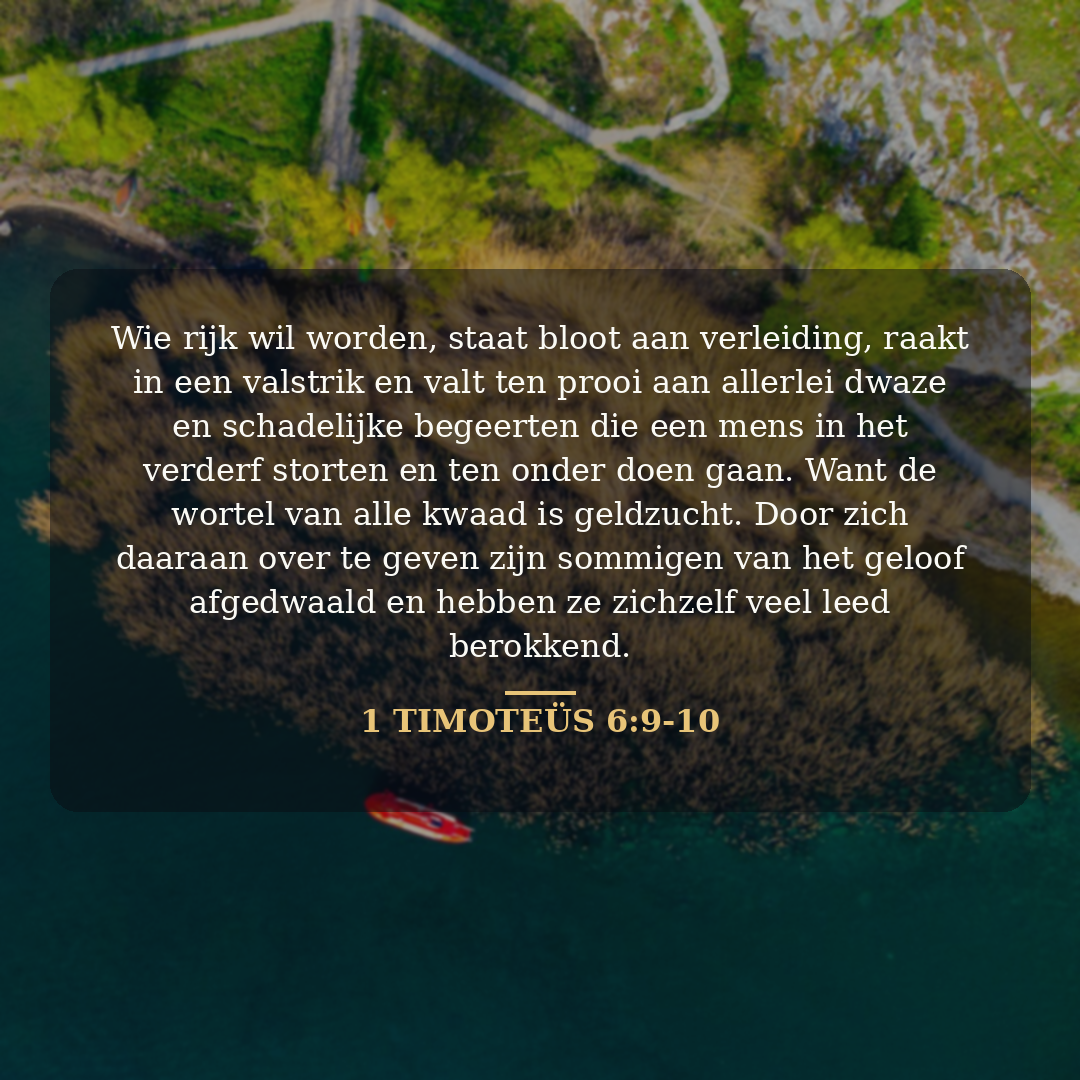 Wie rijk wil worden, staat bloot aan verleiding, raakt
in een valstrik en valt ten prooi aan allerlei dwaze
en schadelijke begeerten die een mens in het
verderf storten en ten onder doen gaan. Want de
wortel van alle kwaad is geldzucht. Door zich
daaraan over te geven zijn sommigen van het geloof
afgedwaald en hebben ze zichzelf veel leed
berokkend.
1 TIMOTEÜS 6:9-10